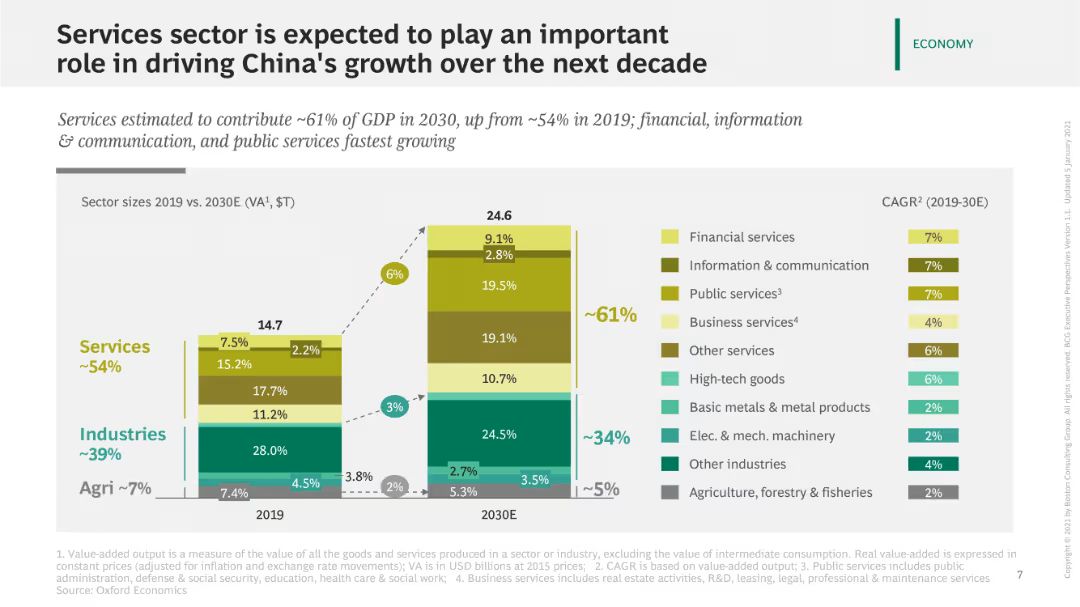 Services sector is expected to play an important
role in driving China's growth over the next decade
ECONOMY
Services estimated to contribute ~61% of GDP in 2030, up from ~54% in 2019; financial, information
& communication, and public services fastest growing
Sector sizes 2019 vs. 2030E (VA¹, $T)
CAGR² (2019-30E)
Services
~54%
Industries
~39%
Agri ~7%
14.7
7.5%
2.2%
15.2%
17.7%
11.2%
28.0%
3.8%
4.5%
7.4%
2019
6%
3%
2%
24.6
9.1%
2.8%
19.5%
19.1%
10.7%
24.5%
2.7%
3.5%
5.3%
2030E
~61%
~34%
~5%
Financial services 7%
Information & communication 7%
Public services³ 7%
Business services⁴ 4%
Other services 6%
High-tech goods 6%
Basic metals & metal products 2%
Elec. & mech. machinery 2%
Other industries 4%
Agriculture, forestry & fisheries 2%
1. Value-added output is a measure of the value of all the goods and services produced in a sector or industry, excluding the value of intermediate consumption. Real value-added is expressed in
constant prices (adjusted for inflation and exchange rate movements); VA is in USD billions at 2015 prices; 2. CAGR is based on value-added output; 3. Public services includes public
administration, defense & social security, education, health care & social work; 4. Business services includes real estate activities, R&D, leasing, legal, professional & maintenance services
Source: Oxford Economics
7
Copyright © 2021 by Boston Consulting Group. All rights reserved. BCG Executive Perspectives Version 1.1. Updated 5 January 2021